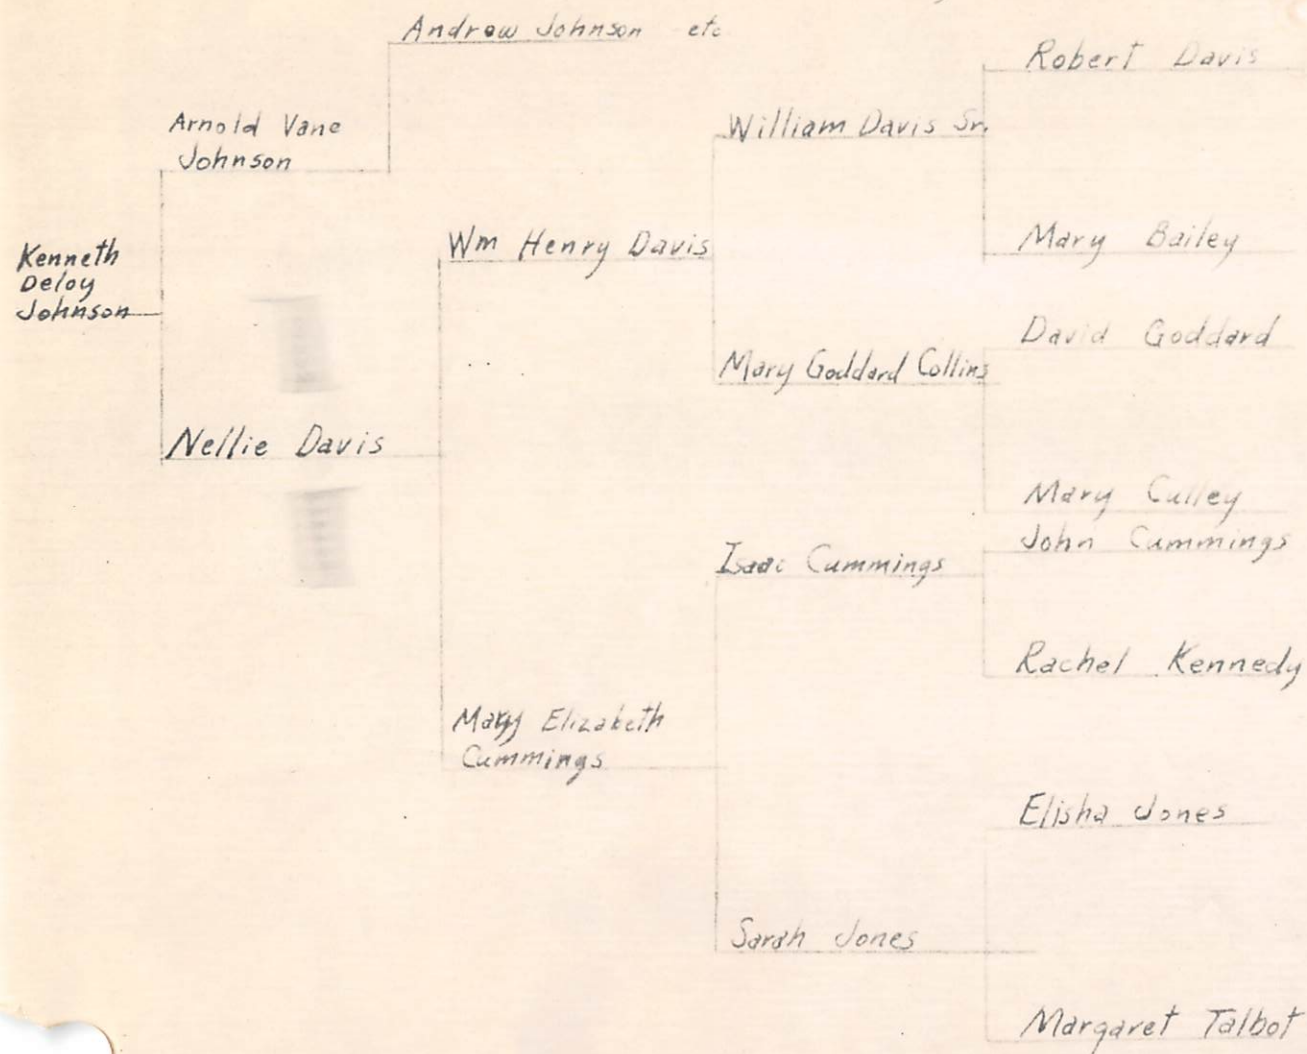 Andrew Johnson etc
Robert Davis
Arnold Vane
Johnson
William Davis Sr.
Kenneth
Deloy
Johnson
Wm Henry Davis
Mary Bailey
David Goddard
Mary Goddard Collins
Nellie Davis
Mary Culley
John Cummings
Isaac Cummings
Rachel Kennedy
Mary Elizabeth
Cummings
Elisha Jones
Sarah Jones
Margaret Talbot